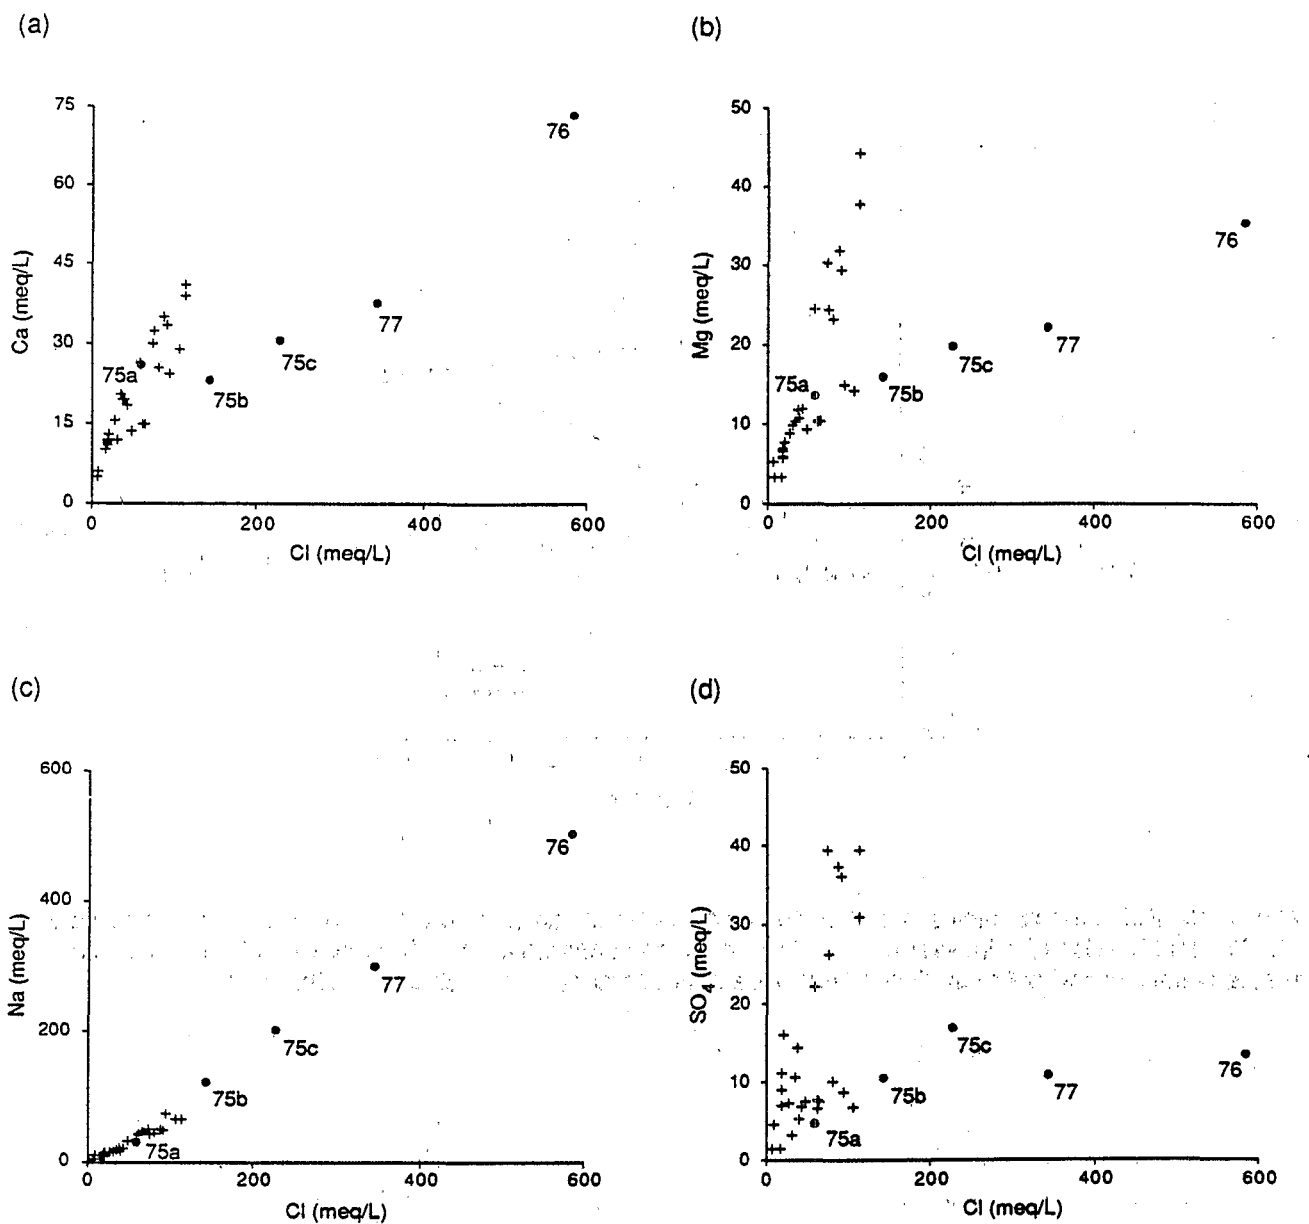 (a)
75
60
45
30
15
0
Ca (meq/L)
76
77
75c
75a
75b
0 200 400 600
Cl (meq/L)
(b)
50
40
30
20
10
0
Mg (meq/L)
76
77
75c
75a
75b
0 200 400 600
Cl (meq/L)
(c)
600
400
200
0
Na (meq/L)
76
77
75c
75b
75a
0 200 400 600
Cl (meq/L)
(d)
50
40
30
20
10
0
SO4 (meq/L)
75c
76
77
75b
75a
0 200 400 600
Cl (meq/L)